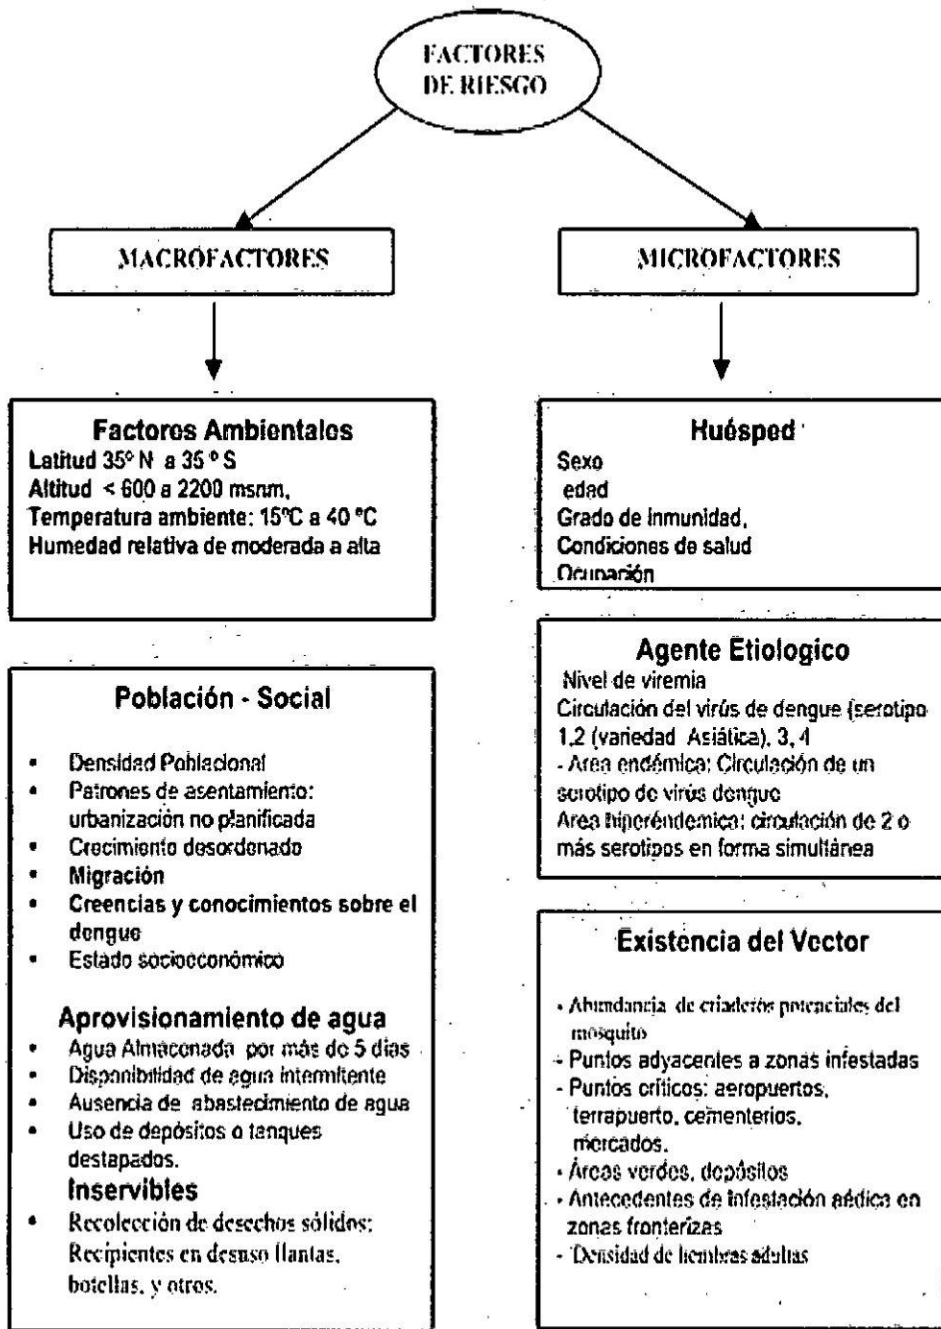 FACTORES
DE RIESGO
MACROFACTORES
Factores Ambientales
Latitud 35º N a 35 º S
Altitud < 600 a 2200 msnm,
Temperatura ambiente: 15ºC a 40 ºC
Humedad relativa de moderada a alta
Población - Social
• Densidad Poblacional
• Patrones de asentamiento:
urbanización no planificada
• Crecimiento desordenado
• Migración
• Creencias y conocimientos sobre el
dengue
• Estado socioeconómico
Aprovisionamiento de agua
• Agua Almacenada por más de 5 dias
• Disponibilidad de agua intermitente
• Ausencia de abastecimiento de agua
• Uso de depósitos o tanques
destapados.
Inservibles
• Recolección de desechos sólidos:
Recipientes en desuso llantas,
botellas, y otros.
MICROFACTORES
Huésped
Sexo
edad
Grado de inmunidad,
Condiciones de salud
Ocupación
Agente Etiologico
Nivel de viremia
Circulación del virús de dengue (serotipo
1,2 (variedad Asiática), 3, 4
- Area endémica: Circulación de un
serotipo de virús dengue
Area hiperéndemica: circulación de 2 o
más serotipos en forma simultánea
Existencia del Vector
- Abundancia de criaderos potenciales del
mosquito
- Puntos adyacentes a zonas infestadas
- Puntos críticos: aeropuertos,
terrapuerto, cementerios,
mercados.
- Áreas verdes, depósitos
- Antecedentes de infestación aédica en
zonas fronterizas
- Densidad de hembras adultas